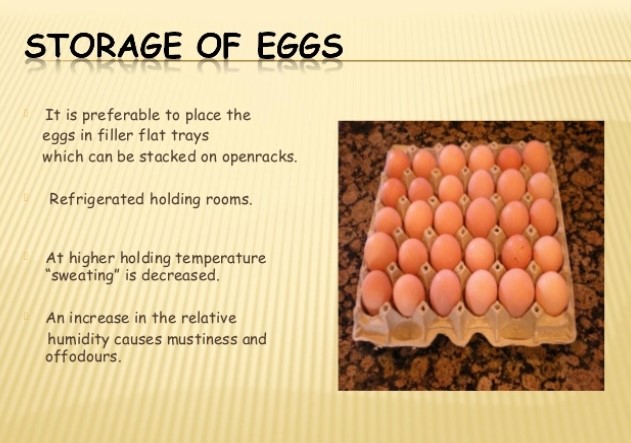 STORAGE OF EGGS
It is preferable to place the
eggs in filler flat trays
which can be stacked on openracks.
Refrigerated holding rooms.
At higher holding temperature
“sweating” is decreased.
An increase in the relative
humidity causes mustiness and
offodours.